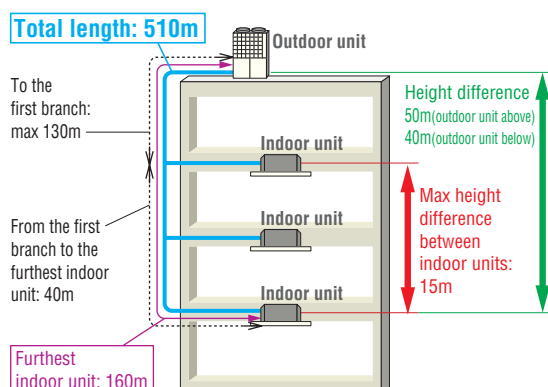 Total length: 510m
Outdoor unit
To the
first branch:
max 130m
Height difference
50m(outdoor unit above)
40m(outdoor unit below)
Indoor unit
Max height
difference
between
indoor units:
15m
From the first
branch to the
furthest indoor
unit: 40m
Indoor unit
Indoor unit
Furthest
indoor unit: 160m